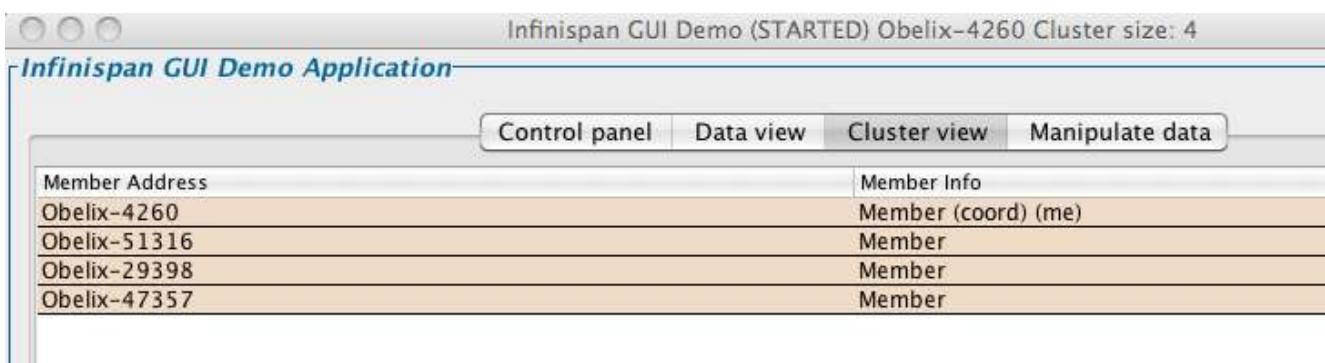 Infinispan GUI Demo (STARTED) Obelix-4260 Cluster size: 4
Infinispan GUI Demo Application
Control panel Data view Cluster view Manipulate data
Member Address Member Info
Obelix-4260 Member (coord) (me)
Obelix-51316 Member
Obelix-29398 Member
Obelix-47357 Member